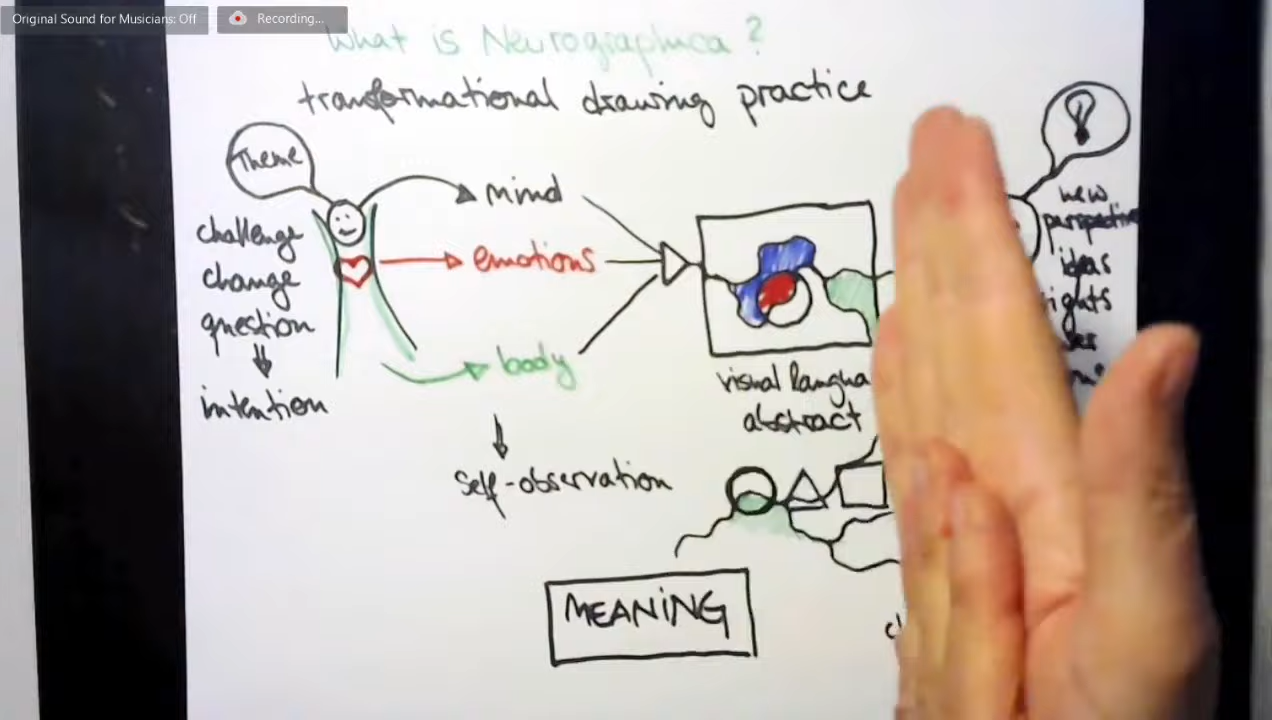 Original Sound for Musicians: Off
Recording...
What is Neurographica?
transformational drawing practice
Theme
challenge
change
question
intention
mind
emotions
body
self-observation
visual langua
abstract
new
perspective
ideas
ights
MEANING